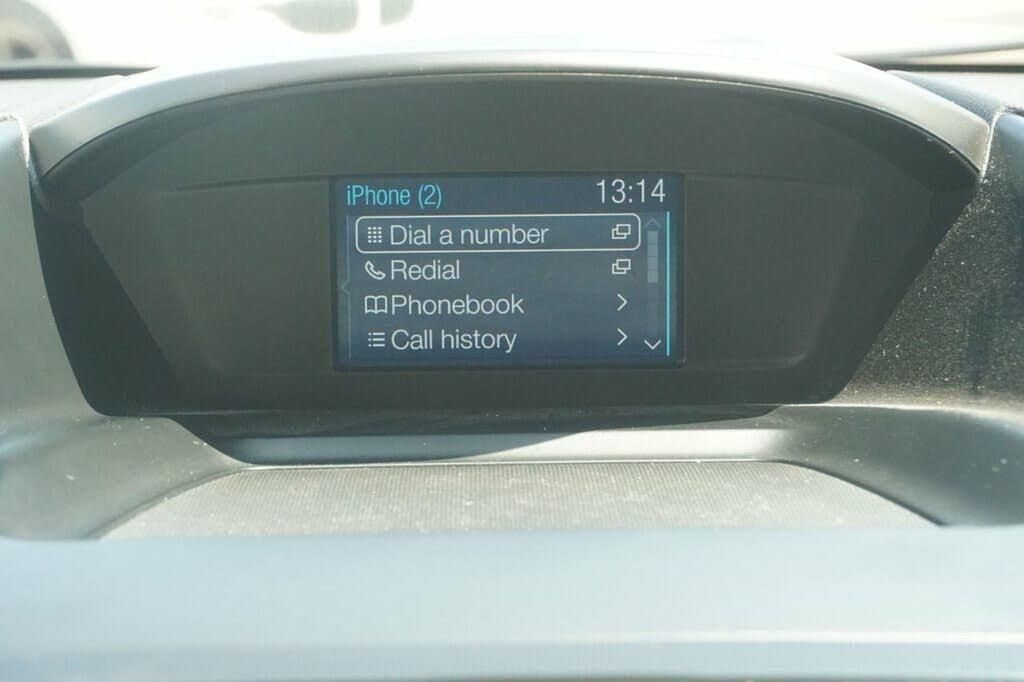 iPhone (2) 13:14
Dial a number
Redial
Phonebook
Call history